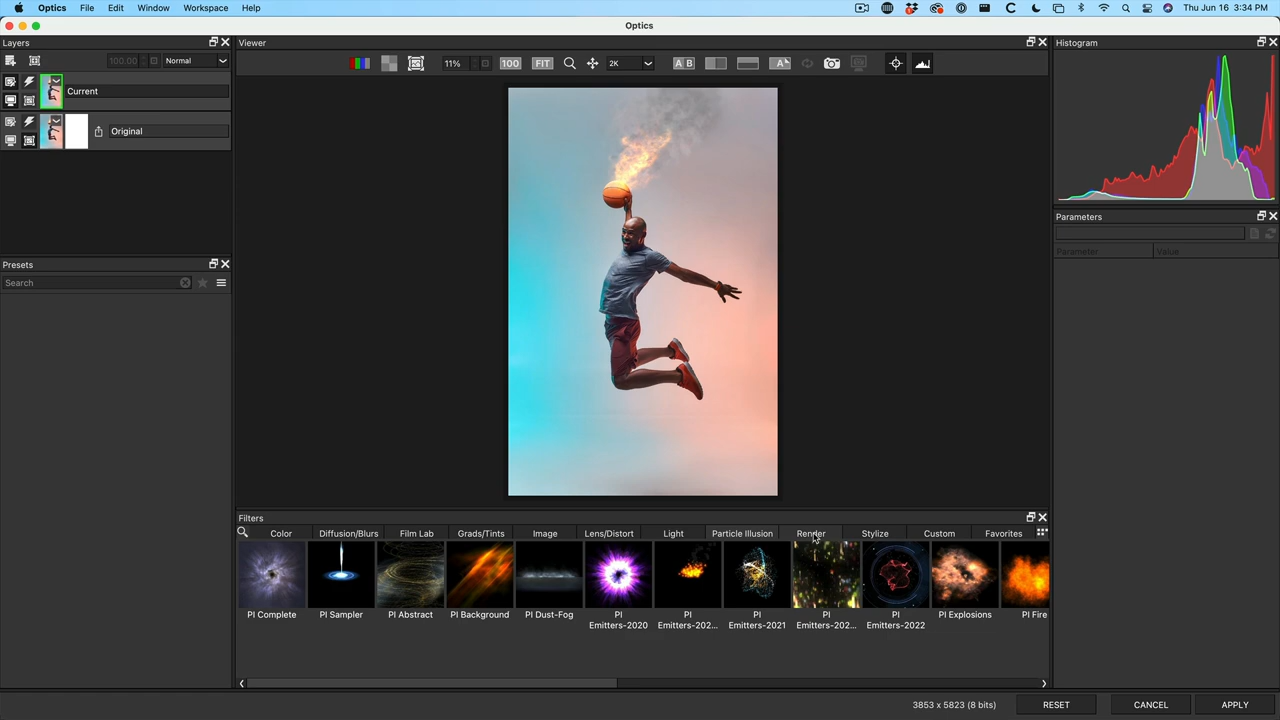 Optics File Edit Window Workspace Help Thu Jun 16 3:34 PM
Optics
Layers
100.00 Normal
Current
Original
Presets
Search
Viewer
11% 100 FIT 2K A B A
Filters
Color Diffusion/Blurs Film Lab Grads/Tints Image Lens/Distort Light Particle Illusion Render Stylize Custom Favorites
PI Complete PI Sampler PI Abstract PI Background PI Dust-Fog PI PI PI PI PI PI Explosions PI Fire
Emitters-2020 Emitters-202... Emitters-2021 Emitters-202... Emitters-2022
Histogram
Parameters
Parameter Value
3853 x 5823 (8 bits) RESET CANCEL APPLY